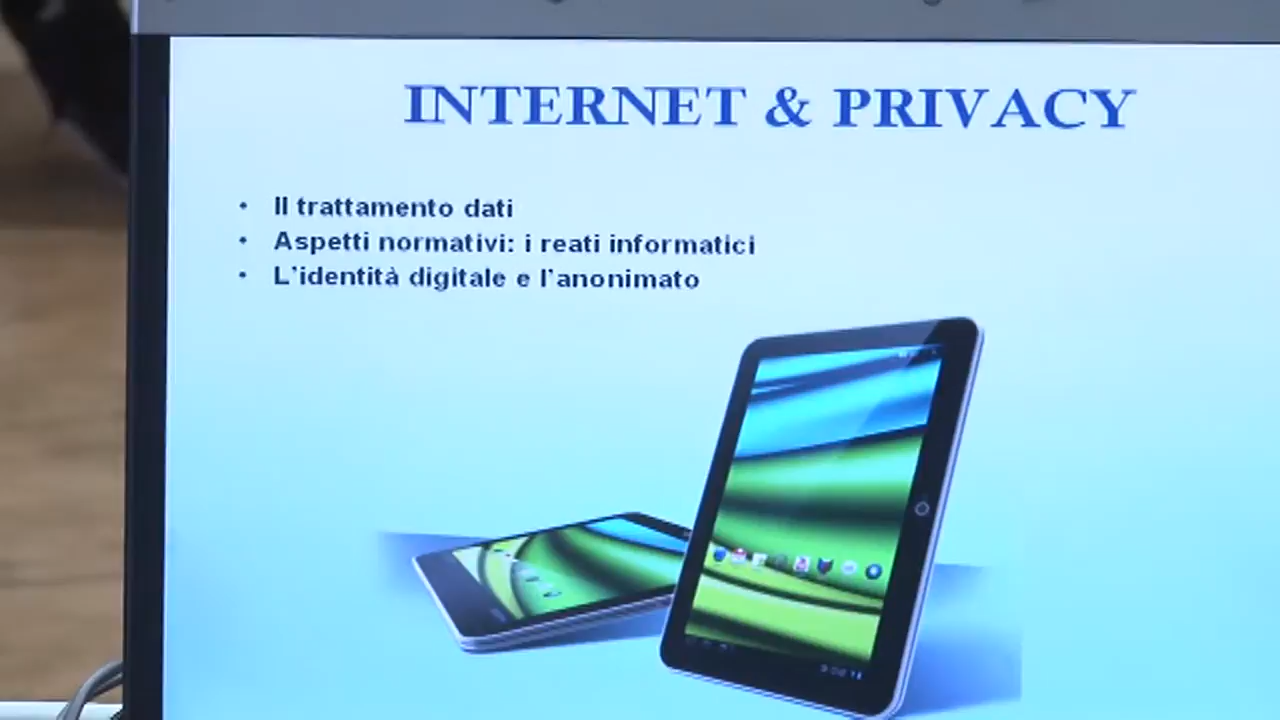 INTERNET & PRIVACY
• Il trattamento dati
• Aspetti normativi: i reati informatici
• L'identità digitale e l'anonimato